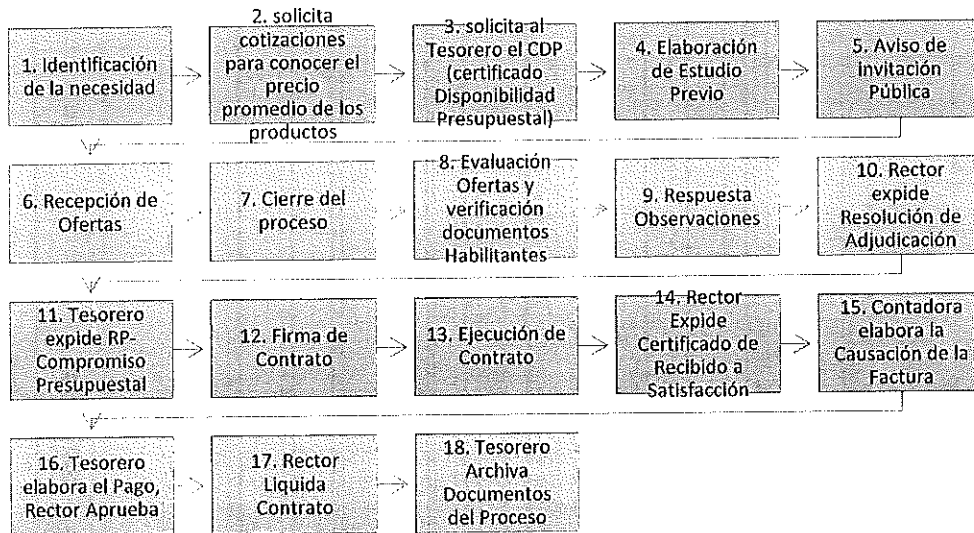 1. Identificación
de la necesidad
2. solicita
cotizaciones
para conocer el
precio
promedio de los
productos
3. solicita al
Tesorero el CDP
(certificado
Disponibilidad
Presupuestal)
4. Elaboración
de Estudio
Previo
5. Aviso de
invitación
Pública
6. Recepción de
Ofertas
7. Cierre del
proceso
8. Evaluación
Ofertas y
verificación
documentos
Habilitantes
9. Respuesta
Observaciones
10. Rector
expide
Resolución de
Adjudicación
11. Tesorero
expide RP-
Compromiso
Presupuestal
12. Firma de
Contrato
13. Ejecución de
Contrato
14. Rector
Expide
Certificado de
Recibido a
Satisfacción
15. Contadora
elabora la
Causación de la
Factura
16. Tesorero
elabora el Pago,
Rector Aprueba
17. Rector
Liquida
Contrato
18. Tesorero
Archiva
Documentos
del Proceso